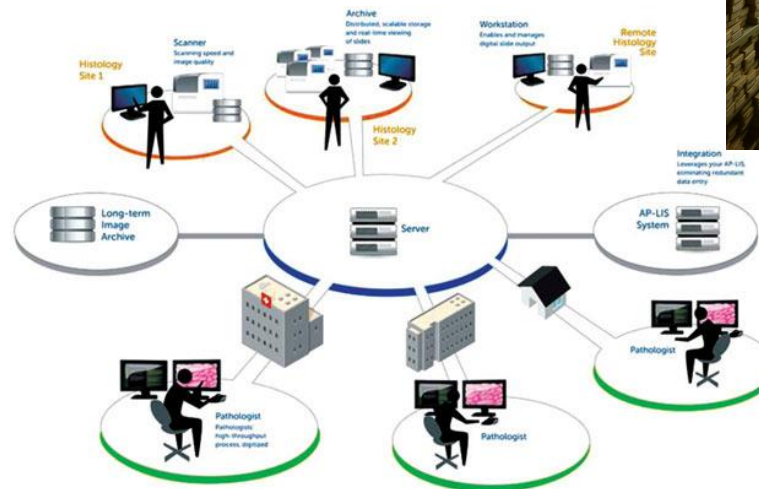 Scanner
Scanning speed and
image quality
Histology
Site 1
Archive
Distributed, scalable storage
and real-time viewing
of slides
Histology
Site 2
Workstation
Enables and manages
digital slide output
Remote
Histology
Site
Long-term
Image
Archive
Server
Integration
Leverages your AP-LIS,
eliminating redundant
data entry
AP-LIS
System
Pathologist
Pathologists:
high-throughput
process, digitized
Pathologist
Pathologist